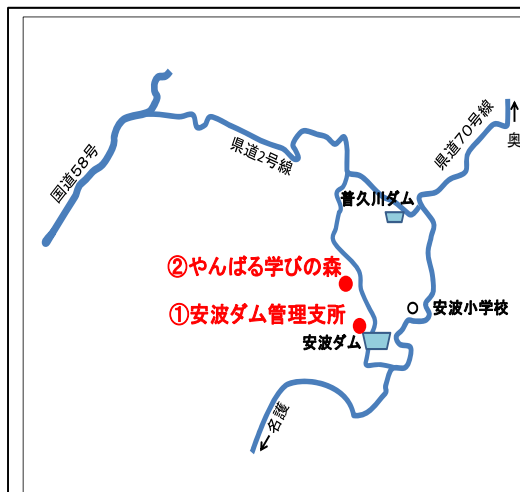 県道70号線
↑
奥
国道58号
県道2号線
普久川ダム
②やんばる学びの森
①安波ダム管理支所
安波小学校
安波ダム
←名護